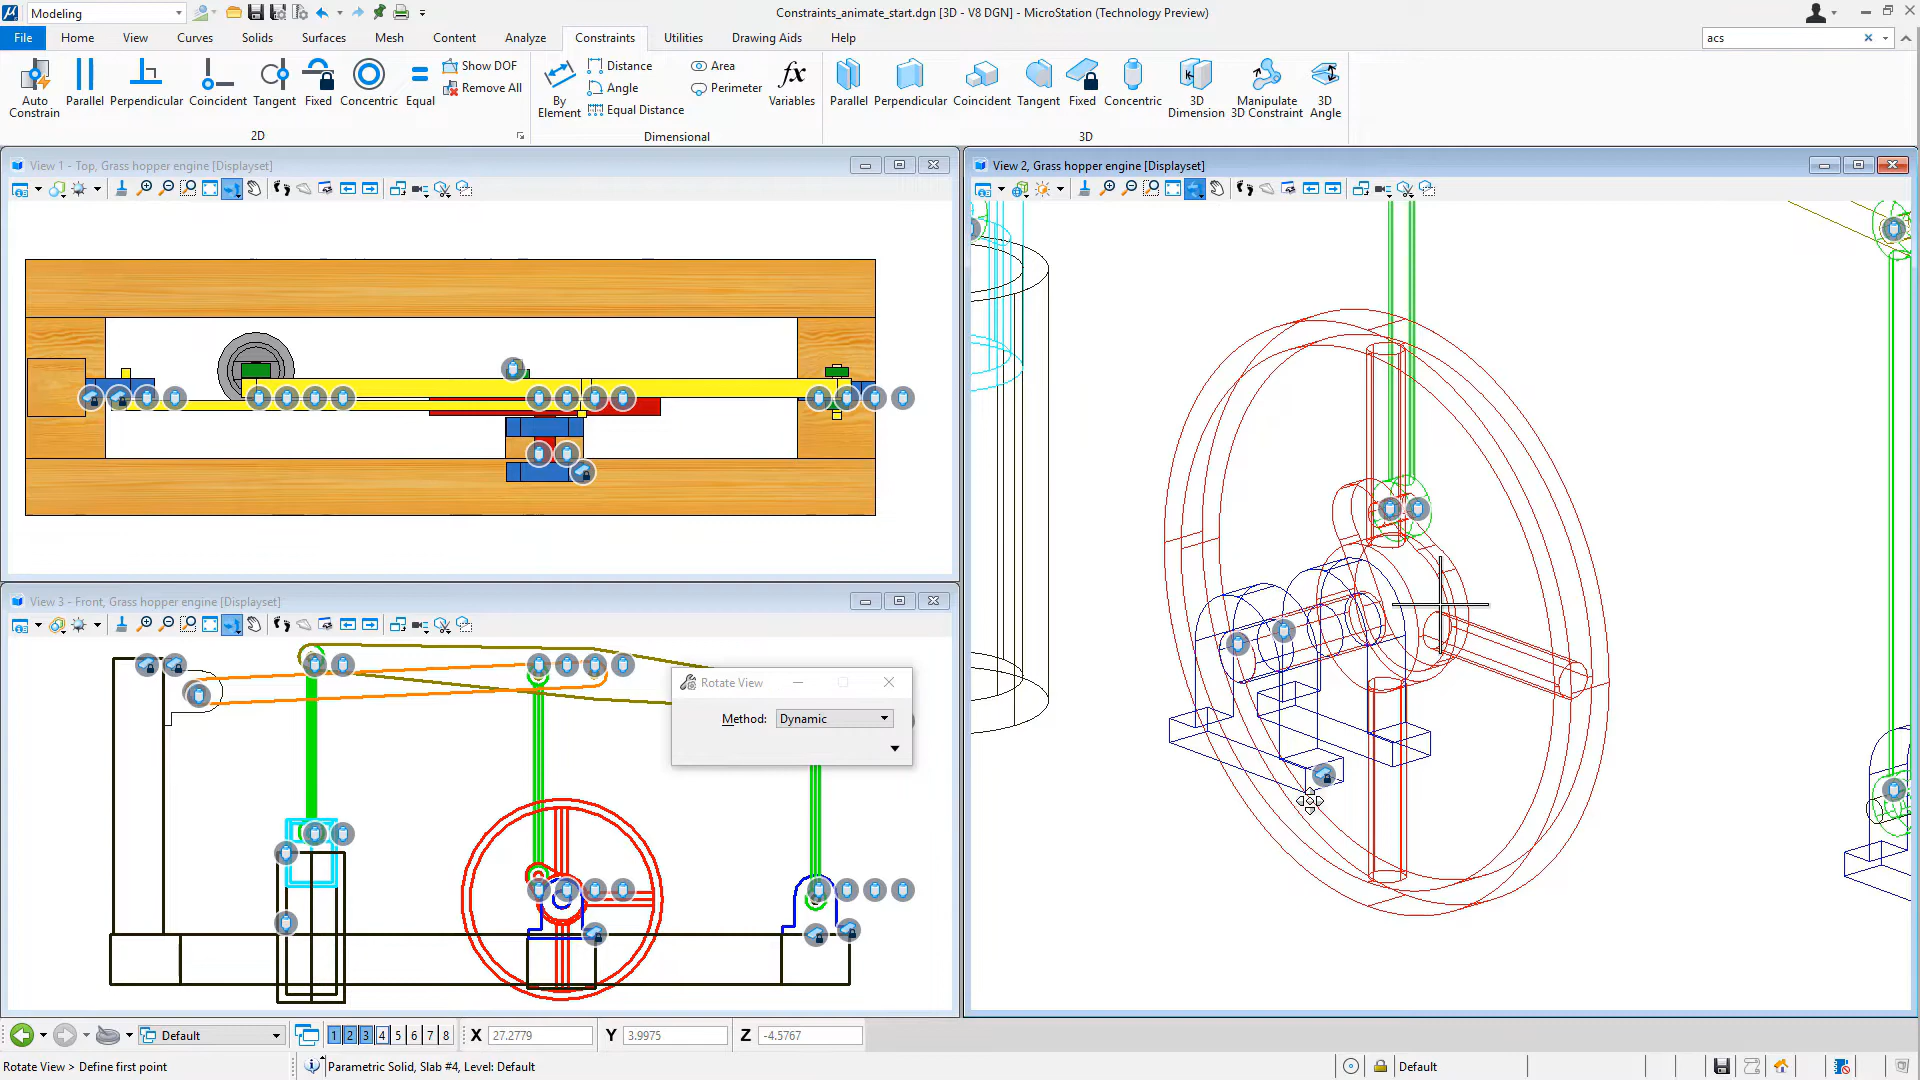 Modeling
Constraints_animate_start.dgn [3D - V8 DGN] - MicroStation (Technology Preview)
File Home View Curves Solids Surfaces Mesh Content Analyze Constraints Utilities Drawing Aids Help
acs
Auto Constrain
Parallel
Perpendicular
Coincident
Tangent
Fixed
Concentric
Equal
Show DOF
Remove All
2D
By Element
Distance
Angle
Equal Distance
Area
Perimeter
fx
Variables
Dimensional
Parallel
Perpendicular
Coincident
Tangent
Fixed
Concentric
3D Dimension
Manipulate 3D Constraint
3D Angle
3D
View 1 - Top, Grass hopper engine [Displayset]
View 2, Grass hopper engine [Displayset]
View 3 - Front, Grass hopper engine [Displayset]
Rotate View
Method: Dynamic
Default
1 2 3 4 5 6 7 8
X 27.2779
Y 3.9975
Z -4.5767
Rotate View > Define first point
Parametric Solid, Slab #4, Level: Default
Default